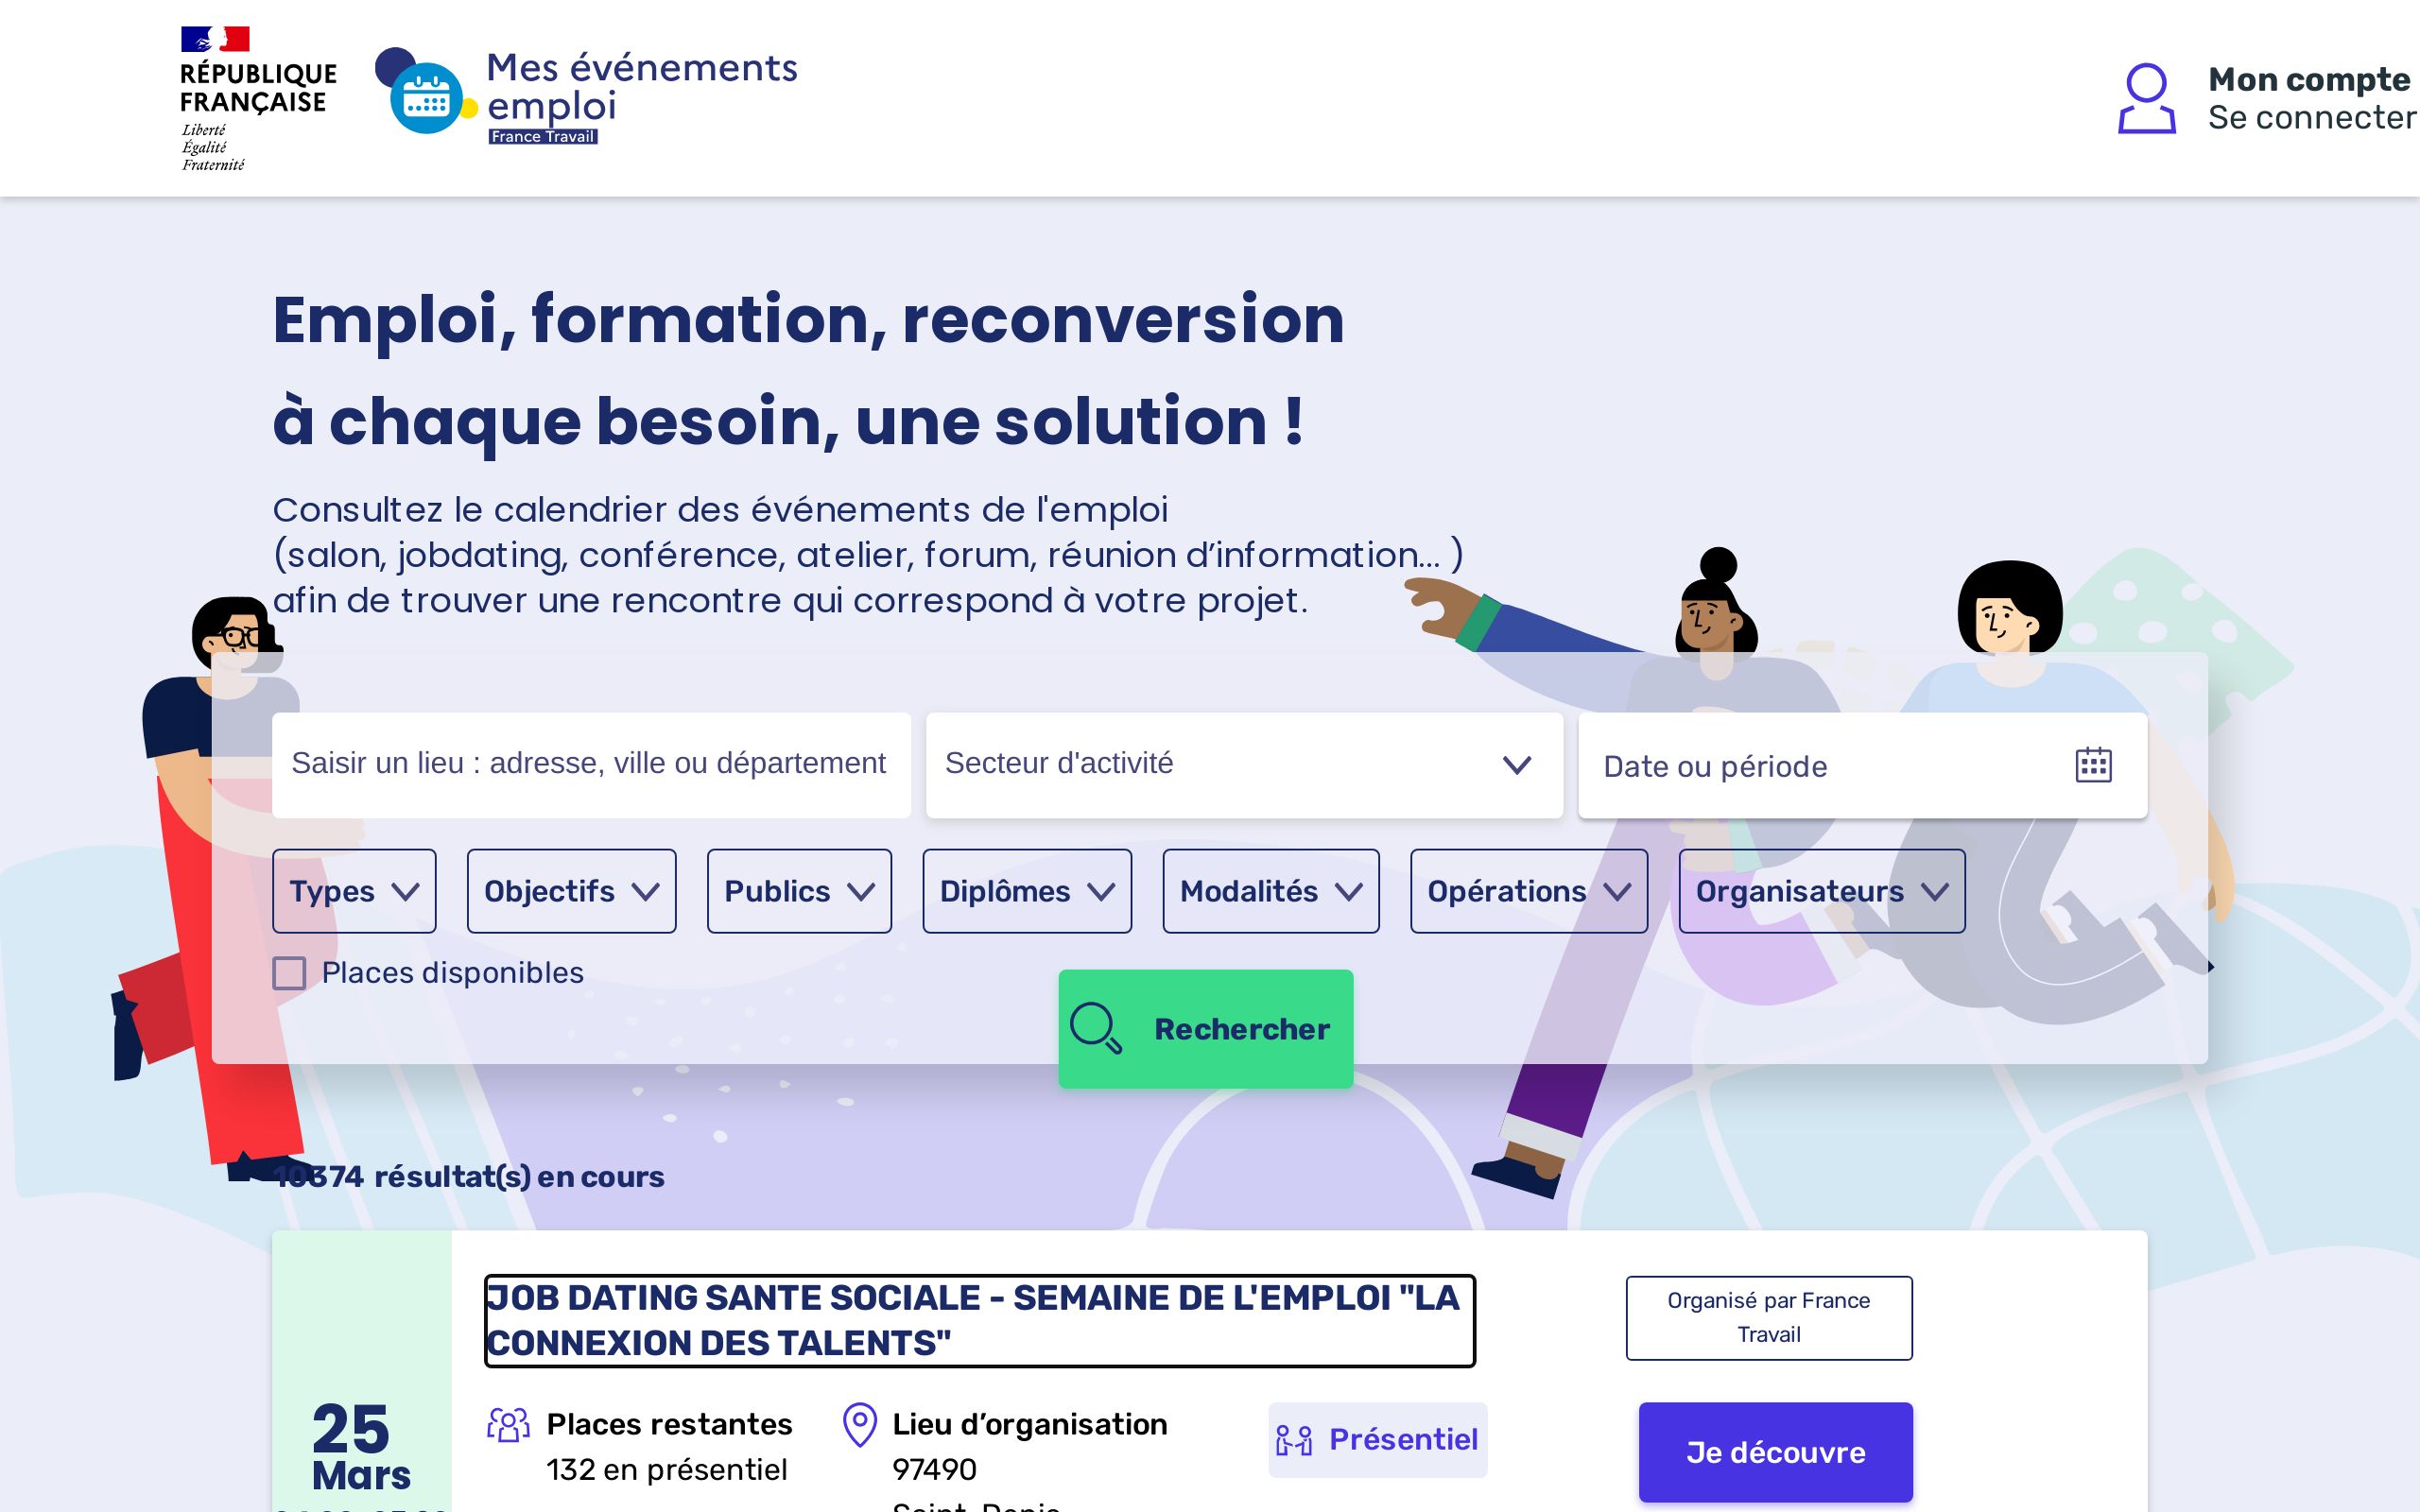 RÉPUBLIQUE
FRANÇAISE
Liberté
Égalité
Fraternité
Mes événements
emploi
France Travail
Mon compte
Se connecter
Emploi, formation, reconversion
à chaque besoin, une solution !
Consultez le calendrier des événements de l'emploi
(salon, jobdating, conférence, atelier, forum, réunion d’information... )
afin de trouver une rencontre qui correspond à votre projet.
Saisir un lieu : adresse, ville ou département
Secteur d'activité
Date ou période
Types
Objectifs
Publics
Diplômes
Modalités
Opérations
Organisateurs
Places disponibles
Rechercher
10374 résultat(s) en cours
JOB DATING SANTE SOCIALE - SEMAINE DE L'EMPLOI "LA
CONNEXION DES TALENTS"
Organisé par France
Travail
25
Mars
Places restantes
132 en présentiel
Lieu d’organisation
97490
Saint-Denis
Présentiel
Je découvre